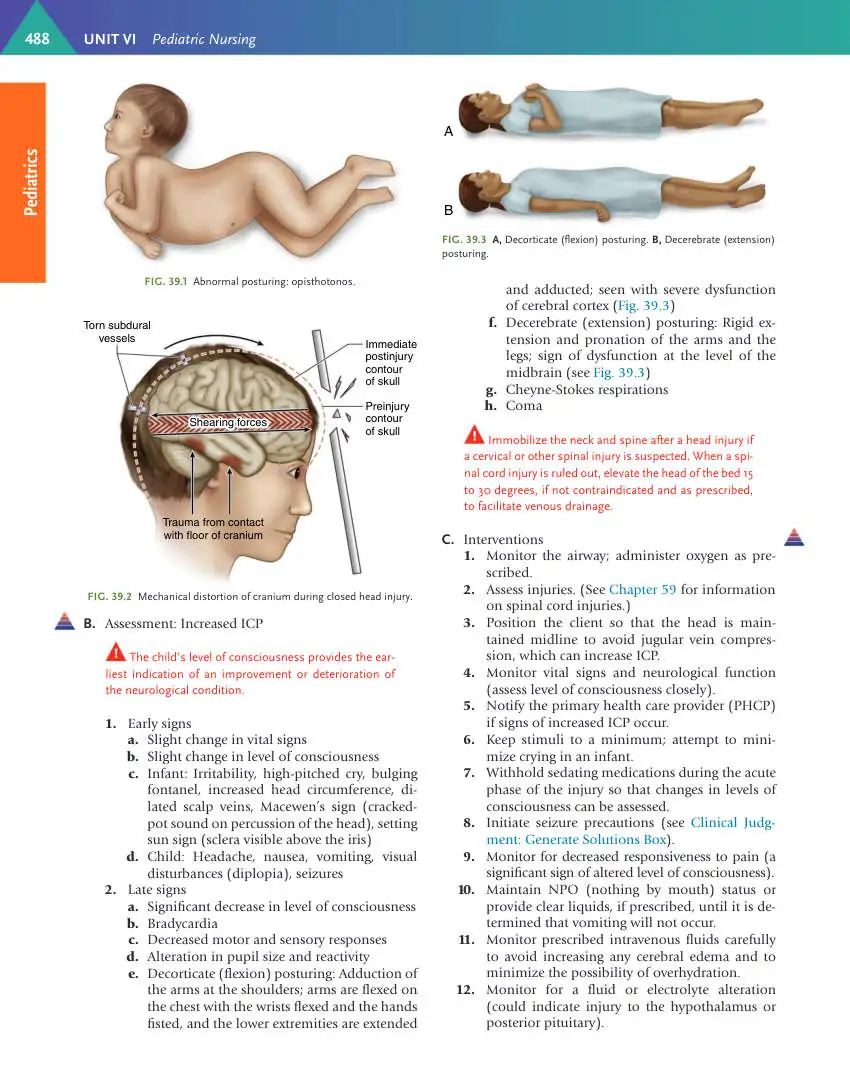 488
UNIT VI Pediatric Nursing
Pediatrics
FIG. 39.1 Abnormal posturing: opisthotonos.
Torn subdural
vessels
Immediate
postinjury
contour
of skull
Preinjury
contour
of skull
Shearing forces
Trauma from contact
with floor of cranium
FIG. 39.2 Mechanical distortion of cranium during closed head injury.
B. Assessment: Increased ICP
The child's level of consciousness provides the ear-
liest indication of an improvement or deterioration of
the neurological condition.
1. Early signs
a. Slight change in vital signs
b. Slight change in level of consciousness
c. Infant: Irritability, high-pitched cry, bulging
fontanel, increased head circumference, di-
lated scalp veins, Macewen's sign (cracked-
pot sound on percussion of the head), setting
sun sign (sclera visible above the iris)
d. Child: Headache, nausea, vomiting, visual
disturbances (diplopia), seizures
2. Late signs
a. Significant decrease in level of consciousness
b. Bradycardia
c. Decreased motor and sensory responses
d. Alteration in pupil size and reactivity
e. Decorticate (flexion) posturing: Adduction of
the arms at the shoulders; arms are flexed on
the chest with the wrists flexed and the hands
fisted, and the lower extremities are extended
A
B
FIG. 39.3 A, Decorticate (flexion) posturing. B, Decerebrate (extension)
posturing.
and adducted; seen with severe dysfunction
of cerebral cortex (Fig. 39.3)
f. Decerebrate (extension) posturing: Rigid ex-
tension and pronation of the arms and the
legs; sign of dysfunction at the level of the
midbrain (see Fig. 39.3)
g. Cheyne-Stokes respirations
h. Coma
Immobilize the neck and spine after a head injury if
a cervical or other spinal injury is suspected. When a spi-
nal cord injury is ruled out, elevate the head of the bed 15
to 30 degrees, if not contraindicated and as prescribed,
to facilitate venous drainage.
C. Interventions
1. Monitor the airway; administer oxygen as pre-
scribed.
2. Assess injuries. (See Chapter 59 for information
on spinal cord injuries.)
3. Position the client so that the head is main-
tained midline to avoid jugular vein compres-
sion, which can increase ICP.
4. Monitor vital signs and neurological function
(assess level of consciousness closely).
5. Notify the primary health care provider (PHCP)
if signs of increased ICP occur.
6. Keep stimuli to a minimum; attempt to mini-
mize crying in an infant.
7. Withhold sedating medications during the acute
phase of the injury so that changes in levels of
consciousness can be assessed.
8. Initiate seizure precautions (see Clinical Judg-
ment: Generate Solutions Box).
9. Monitor for decreased responsiveness to pain (a
significant sign of altered level of consciousness).
10. Maintain NPO (nothing by mouth) status or
provide clear liquids, if prescribed, until it is de-
termined that vomiting will not occur.
11. Monitor prescribed intravenous fluids carefully
to avoid increasing any cerebral edema and to
minimize the possibility of overhydration.
12. Monitor for a fluid or electrolyte alteration
(could indicate injury to the hypothalamus or
posterior pituitary).